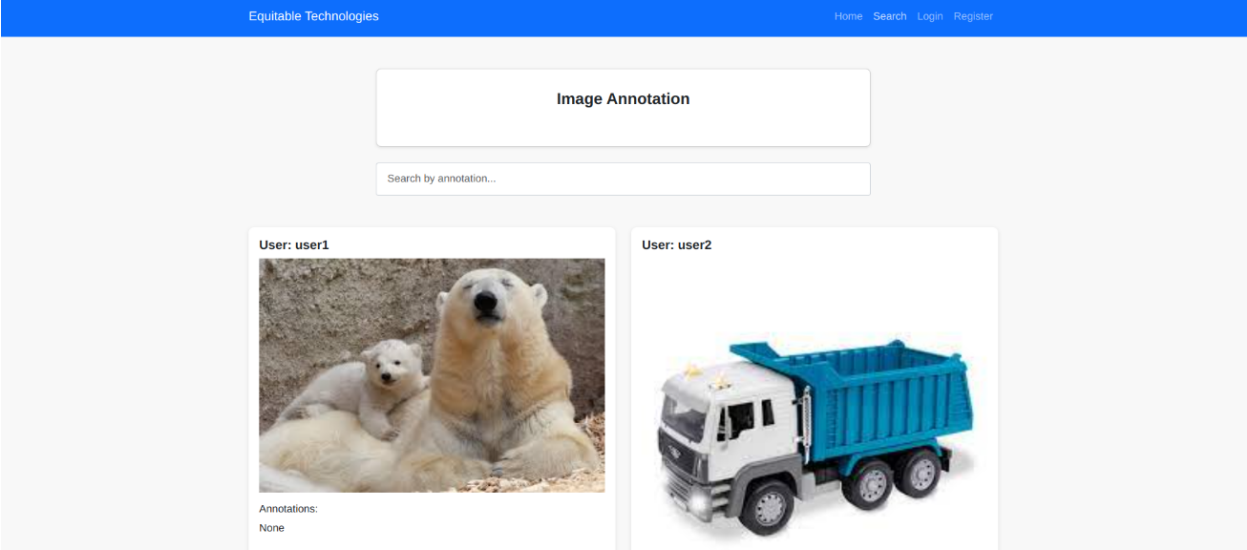 Equitable Technologies
Home Search Login Register
Image Annotation
Search by annotation...
User: user1
Annotations:
None
User: user2